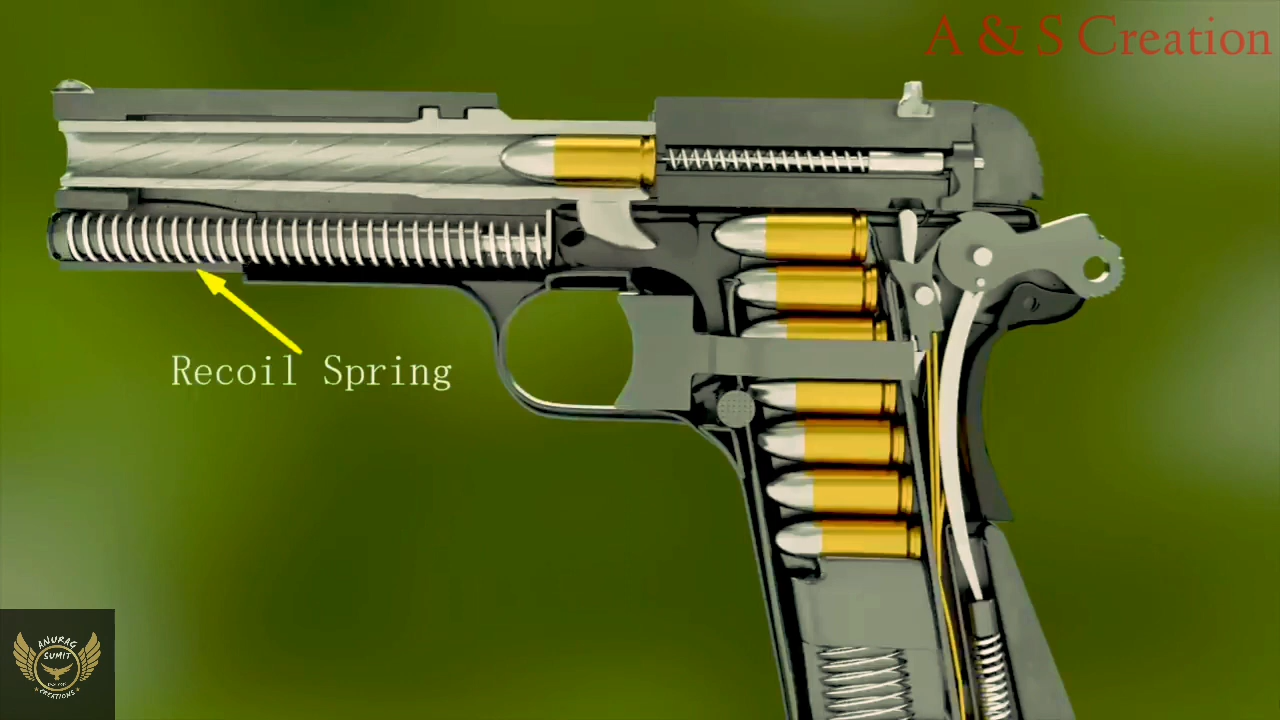 A & S Creation
Recoil Spring
ANURAG
SUMIT
CREATIONS